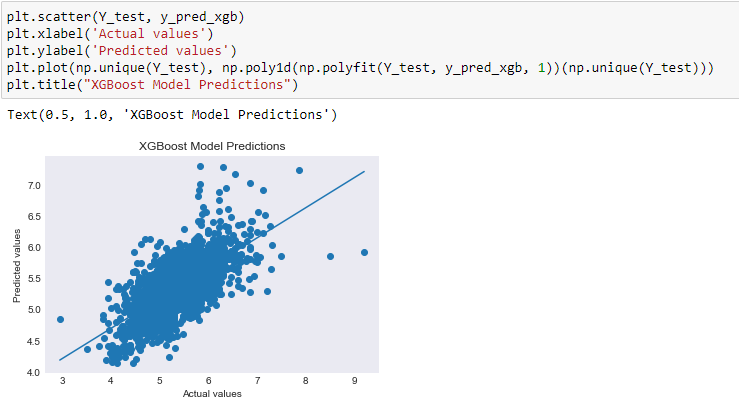 plt.scatter(Y_test, y_pred_xgb)
plt.xlabel('Actual values')
plt.ylabel('Predicted values')
plt.plot(np.unique(Y_test), np.poly1d(np.polyfit(Y_test, y_pred_xgb, 1))(np.unique(Y_test)))
plt.title("XGBoost Model Predictions")
Text(0.5, 1.0, 'XGBoost Model Predictions')
XGBoost Model Predictions
Predicted values
7.0
6.5
6.0
5.5
5.0
4.5
4.0
3 4 5 6 7 8 9
Actual values